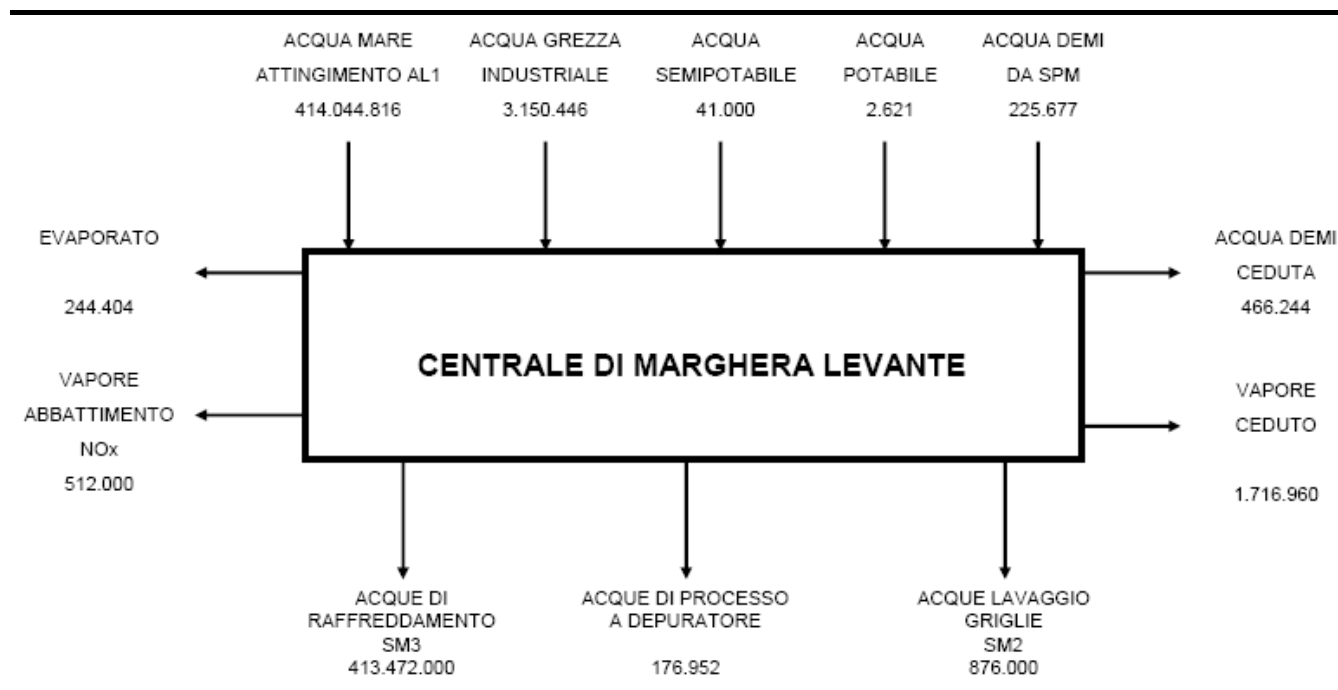 ACQUA MARE
ATTINGIMENTO AL1
414.044.816
ACQUA GREZZA
INDUSTRIALE
3.150.446
ACQUA
SEMIPOTABILE
41.000
ACQUA
POTABILE
2.621
ACQUA DEMI
DA SPM
225.677
EVAPORATO
244.404
VAPORE
ABBATTIMENTO
NOx
512.000
CENTRALE DI MARGHERA LEVANTE
ACQUA DEMI
CEDUTA
466.244
VAPORE
CEDUTO
1.716.960
ACQUE DI
RAFFREDDAMENTO
SM3
413.472.000
ACQUE DI PROCESSO
A DEPURATORE
176.952
ACQUE LAVAGGIO
GRIGLIE
SM2
876.000